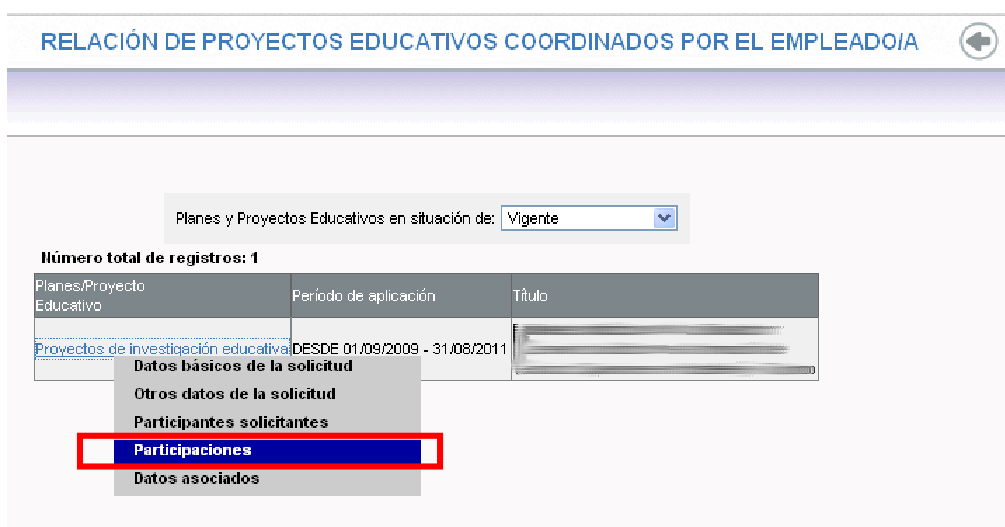 RELACIÓN DE PROYECTOS EDUCATIVOS COORDINADOS POR EL EMPLEADO/A
Planes y Proyectos Educativos en situación de: Vigente
Número total de registros: 1
Planes/Proyecto
Educativo
Período de aplicación
Título
Proyectos de investigación educativa
DESDE 01/09/2009 - 31/08/2011
Datos básicos de la solicitud
Otros datos de la solicitud
Participantes solicitantes
Participaciones
Datos asociados